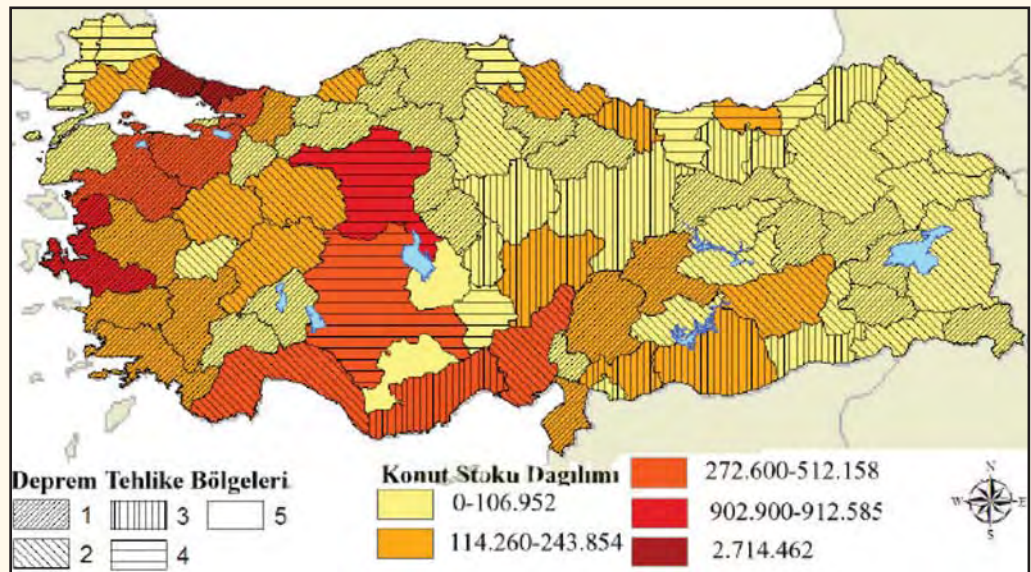 Deprem Tehlike Bölgeleri
1
3
5
2
4
Konut Stoku Dagılımı
0-106.952
114.260-243.854
272.600-512.158
902.900-912.585
2.714.462
N
W
E
S